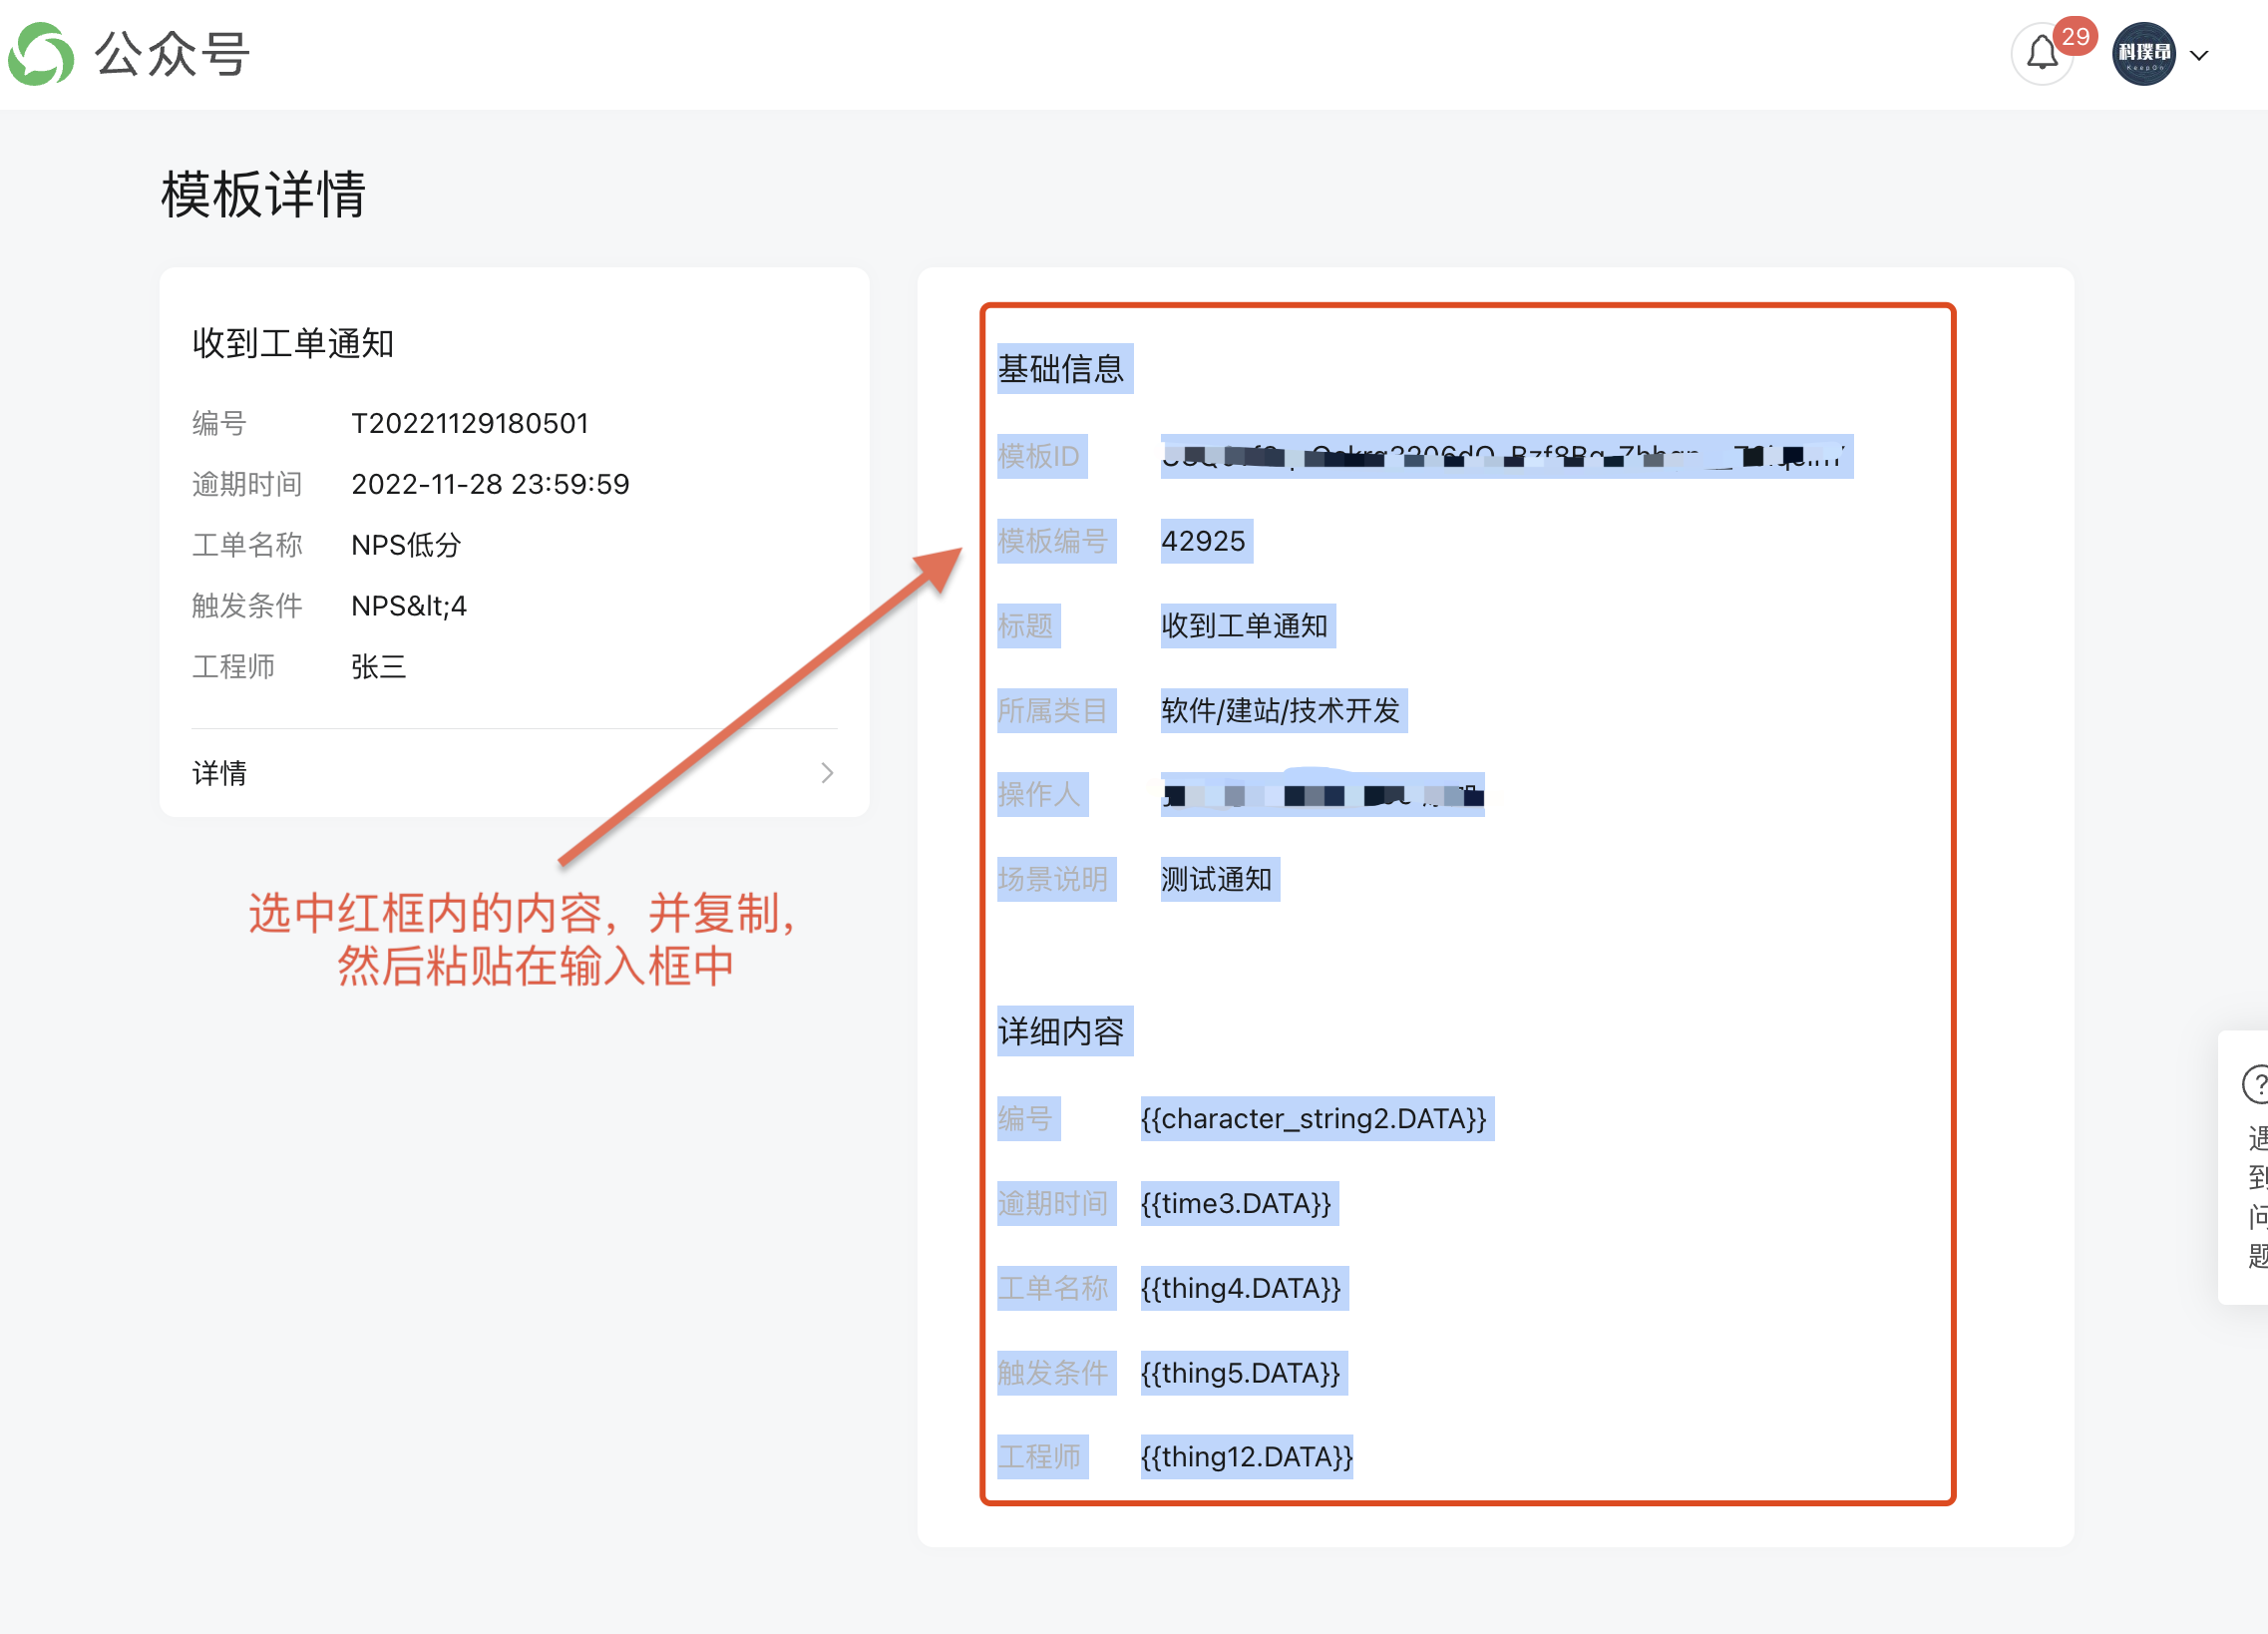 公众号
29
科璞昂
KeepOn
模板详情
收到工单通知
编号 T20221129180501
逾期时间 2022-11-28 23:59:59
工单名称 NPS低分
触发条件 NPS&lt;4
工程师 张三
详情
选中红框内的内容，并复制，
然后粘贴在输入框中
基础信息
模板ID
模板编号 42925
标题 收到工单通知
所属类目 软件/建站/技术开发
操作人
场景说明 测试通知
详细内容
编号 {{character_string2.DATA}}
逾期时间 {{time3.DATA}}
工单名称 {{thing4.DATA}}
触发条件 {{thing5.DATA}}
工程师 {{thing12.DATA}}
?
遇
到
问
题